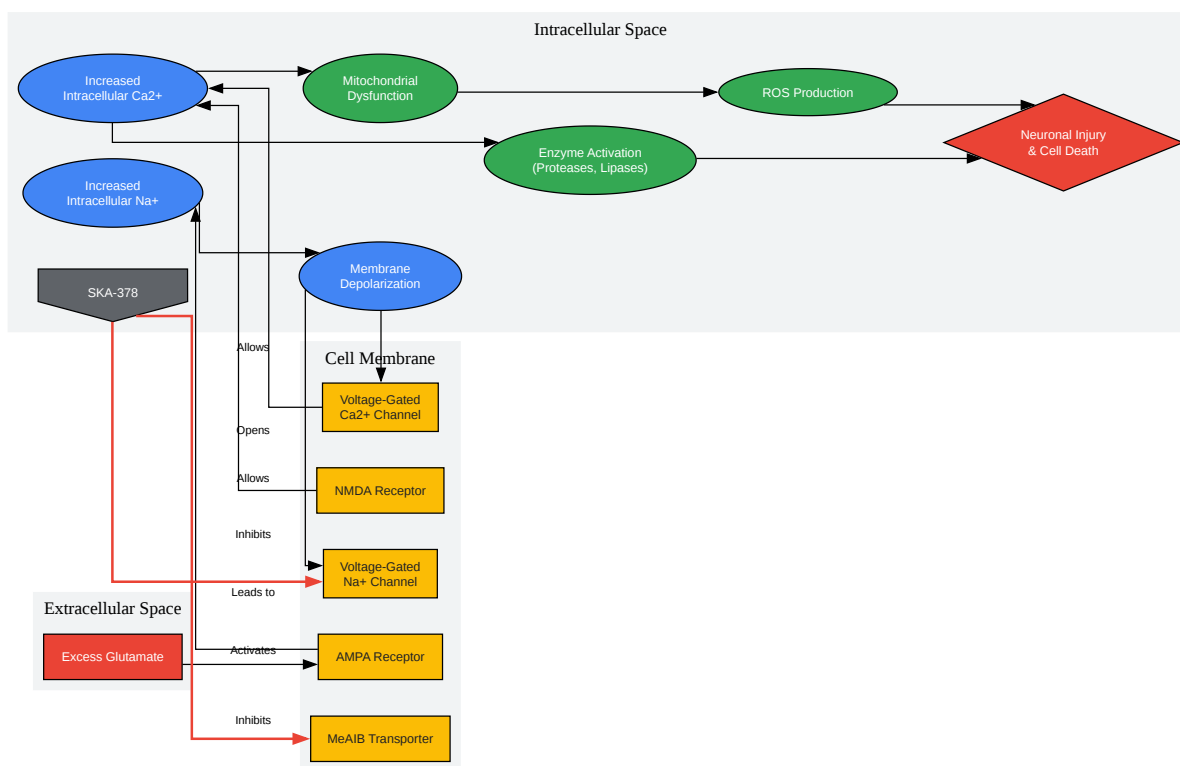 Intracellular Space
Increased
Intracellular Ca2+
Mitochondrial
Dysfunction
ROS Production
Neuronal Injury
& Cell Death
Enzyme Activation
(Proteases, Lipases)
Increased
Intracellular Na+
Membrane
Depolarization
SKA-378
Allows
Cell Membrane
Voltage-Gated
Ca2+ Channel
Opens
Allows
NMDA Receptor
Inhibits
Voltage-Gated
Na+ Channel
Leads to
Extracellular Space
Excess Glutamate
Activates
AMPA Receptor
Inhibits
MeAIB Transporter